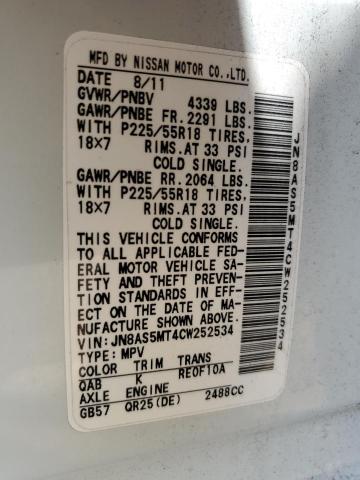 MFD BY NISSAN MOTOR CO.,LTD.
DATE 8/11
GVWR/PNBV 4339 LBS.
GAWR/PNBE FR. 2291 LBS.
WITH P225/55R18 TIRES,
18X7 RIMS.AT 33 PSI
COLD SINGLE.
GAWR/PNBE RR. 2064 LBS.
WITH P225/55R18 TIRES,
18X7 RIMS.AT 33 PSI
COLD SINGLE.
THIS VEHICLE CONFORMS
TO ALL APPLICABLE FED-
ERAL MOTOR VEHICLE SA-
FETY AND THEFT PREVEN-
TION STANDARDS IN EFF-
ECT ON THE DATE OF MA-
NUFACTURE SHOWN ABOVE.
VIN: JN8AS5MT4CW252534
TYPE: MPV
COLOR TRIM TRANS
QAB K RE0F10A
AXLE ENGINE
GB57 QR25(DE) 2488CC
JN8AS5MT4CW252534